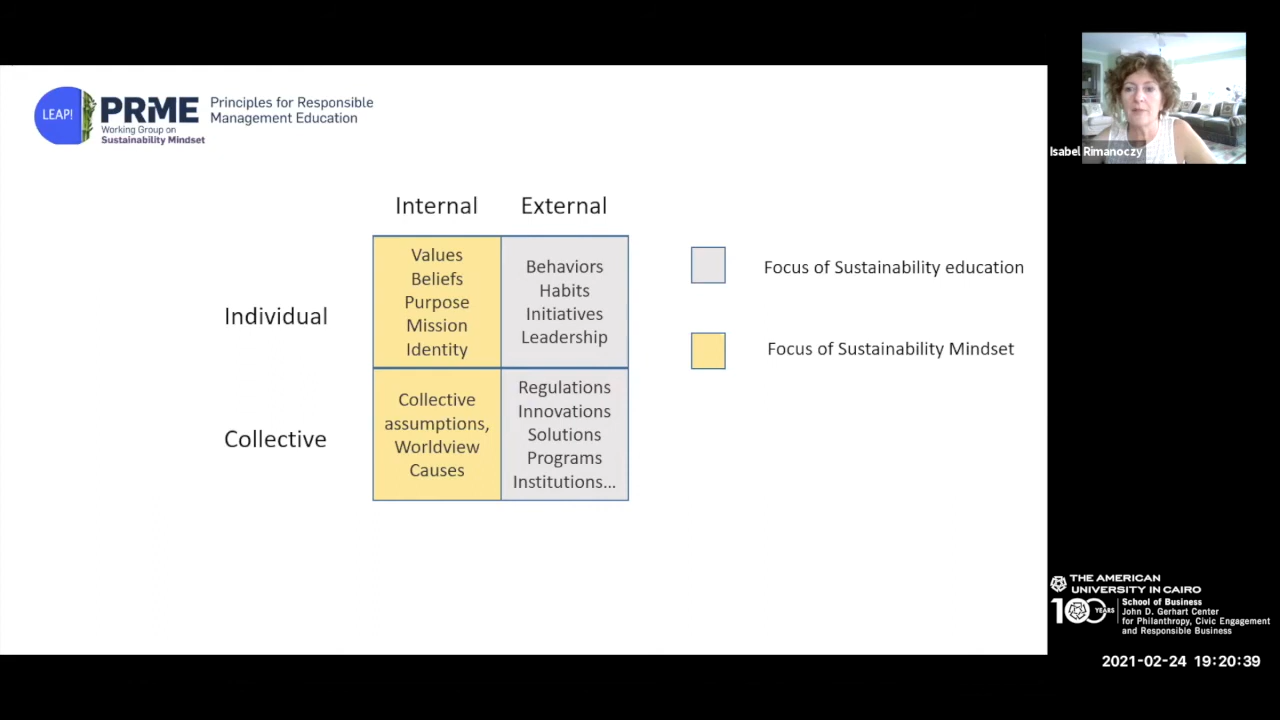 LEAP!
PRME
Working Group on
Sustainability Mindset
Principles for Responsible
Management Education
Isabel Rimanoczy
Internal
External
Individual
Values
Beliefs
Purpose
Mission
Identity
Behaviors
Habits
Initiatives
Leadership
Focus of Sustainability education
Focus of Sustainability Mindset
Collective
Collective
assumptions,
Worldview
Causes
Regulations
Innovations
Solutions
Programs
Institutions...
THE AMERICAN
UNIVERSITY IN CAIRO
100 YEARS
School of Business
John D. Gerhart Center
for Philanthropy, Civic Engagement
and Responsible Business
2021-02-24 19:20:39